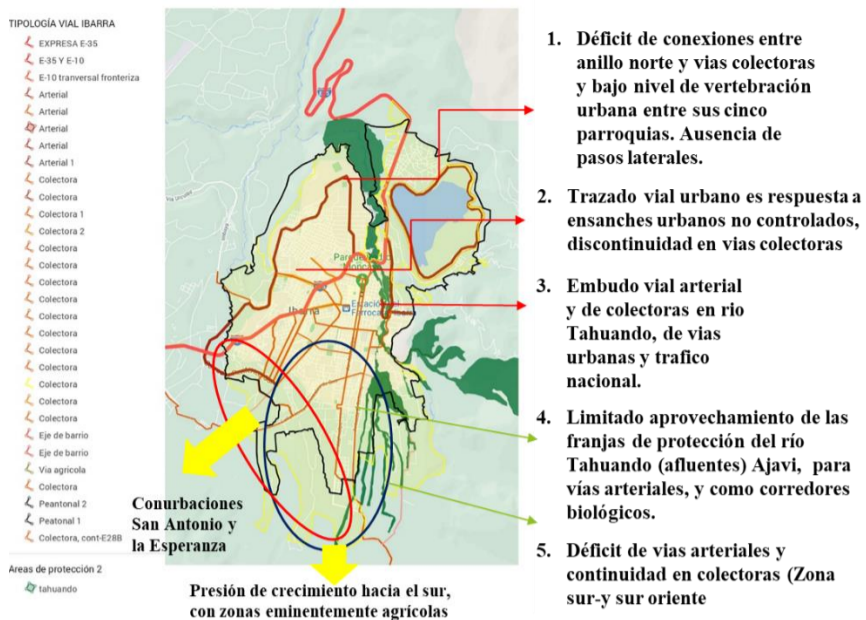 TIPOLOGÍA VIAL IBARRA
EXPRESA E-35
E-35 Y E-10
E-10 tranversal fronteriza
Arterial
Arterial
Arterial
Arterial
Arterial 1
Colectora
Colectora
Colectora 1
Colectora 2
Colectora
Colectora
Colectora
Colectora
Colectora
Colectora
Colectora
Colectora
Colectora
Colectora
Colectora
Eje de barrio
Eje de barrio
Via agricola
Colectora
Peantonal 2
Peatonal 1
Colectora, cont-E28B
Areas de protección 2
tahuando
Ibarra
Conurbaciones
San Antonio y
la Esperanza
Presión de crecimiento hacia el sur,
con zonas eminentemente agrícolas
1. Déficit de conexiones entre
anillo norte y vias colectoras
y bajo nivel de vertebración
urbana entre sus cinco
parroquias. Ausencia de
pasos laterales.
2. Trazado vial urbano es respuesta a
ensanches urbanos no controlados,
discontinuidad en vias colectoras
3. Embudo vial arterial
y de colectoras en rio
Tahuando, de vias
urbanas y trafico
nacional.
4. Limitado aprovechamiento de las
franjas de protección del río
Tahuando (afluentes) Ajavi, para
vías arteriales, y como corredores
biológicos.
5. Déficit de vias arteriales y
continuidad en colectoras (Zona
sur-y sur oriente